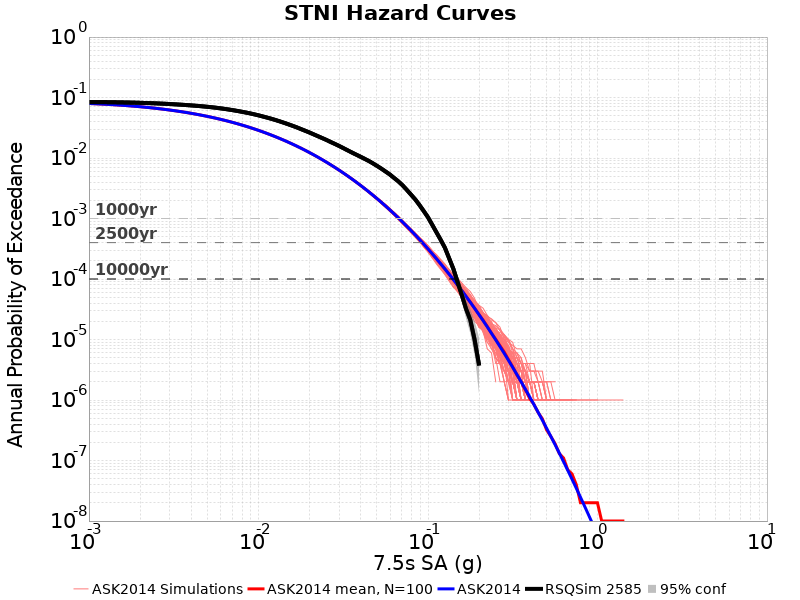 STNI Hazard Curves
Annual Probability of Exceedance
10^0
10^-1
10^-2
10^-3
10^-4
10^-5
10^-6
10^-7
10^-8
1000yr
2500yr
10000yr
10^-3 10^-2 10^-1 10^0 10^1
7.5s SA (g)
ASK2014 Simulations ASK2014 mean, N=100 ASK2014 RSQSim 2585 95% conf